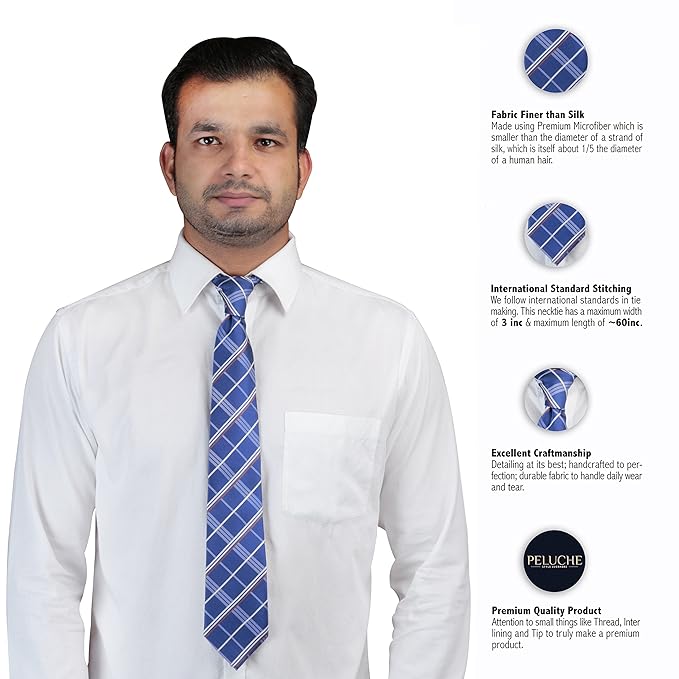 Fabric Finer than Silk
Made using Premium Microfiber which is
smaller than the diameter of a strand of
silk, which is itself about 1/5 the diameter
of a human hair.
International Standard Stitching
We follow international standards in tie
making. This necktie has a maximum width
of 3 inc & maximum length of ~60inc.
Excellent Craftmanship
Detailing at its best; handcrafted to per-
fection; durable fabric to handle daily wear
and tear.
PELUCHE
Premium Quality Product
Attention to small things like Thread, Inter
lining and Tip to truly make a premium
product.